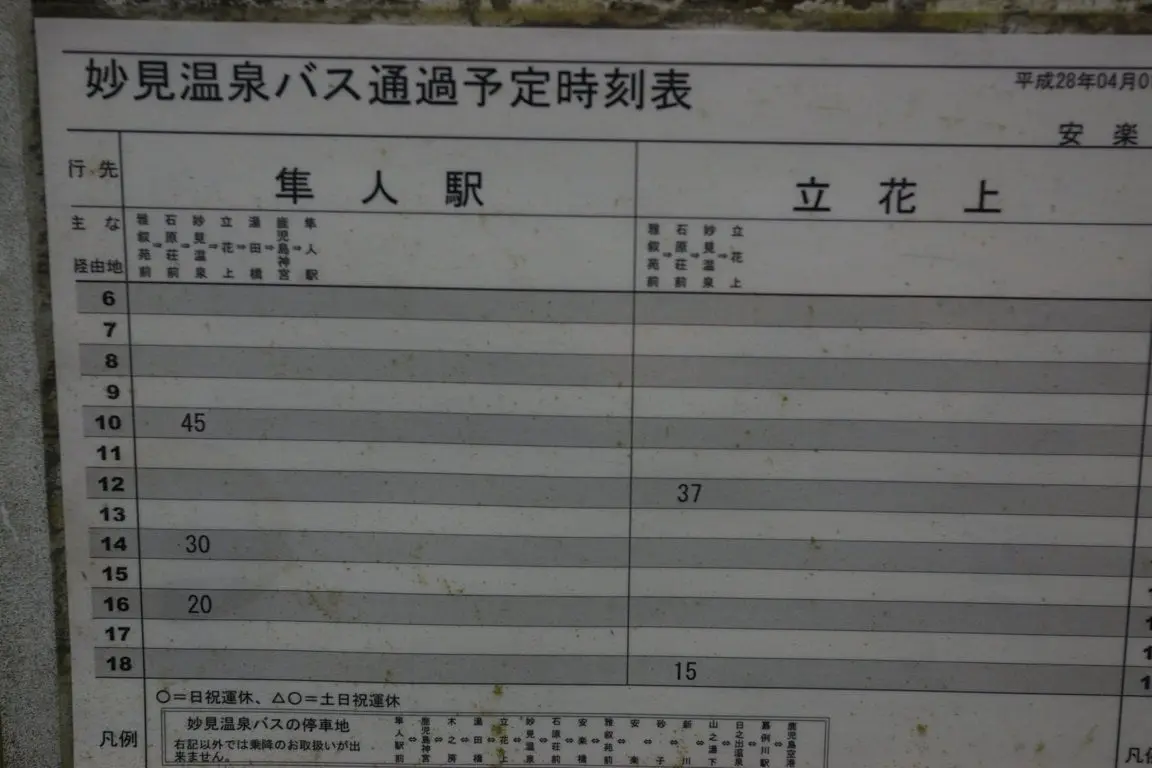 妙見温泉バス通過予定時刻表
平成28年04月0
安 楽
行先 隼 人 駅 立 花 上
主な経由地 雅叙苑前⇒石原荘前⇒妙見温泉⇒立花上⇒湯田橋⇒鹿児島神宮⇒隼人駅 雅叙苑前⇒石原荘前⇒妙見温泉⇒立花上
6
7
8
9
10 45
11
12 37
13
14 30
15
16 20
17
18 15
○=日祝運休、△○=土日祝運休
凡例
妙見温泉バスの停車地
右記以外では乗降のお取扱いが出
来ません。
隼人駅前⇔鹿児島神宮⇔木之房⇔湯田橋⇔立花上⇔妙見温泉⇔石原荘前⇔安楽橋⇔雅叙苑前⇔安楽⇔砂子⇔新川⇔山之湯下⇔日之出温泉⇔嘉例川駅⇔鹿児島空港
凡例